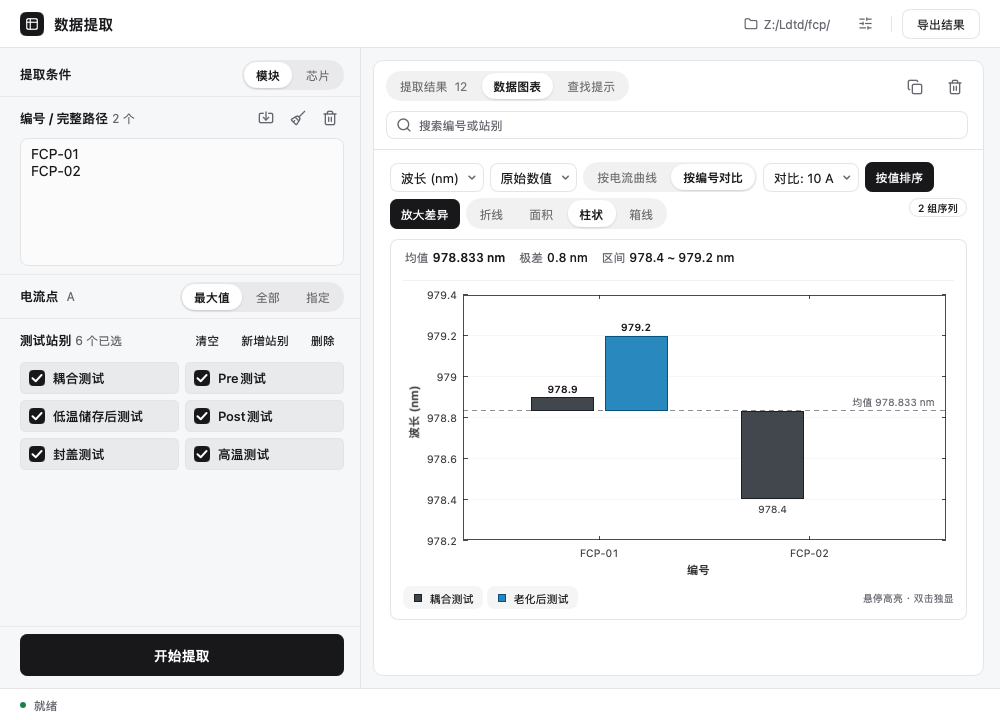 数据提取
Z:/Ldtd/fcp/
导出结果
提取条件
模块 芯片
编号 / 完整路径 2 个
FCP-01
FCP-02
电流点 A
最大值 全部 指定
测试站别 6 个已选
清空 新增站别 删除
耦合测试 Pre测试
低温储存后测试 Post测试
封盖测试 高温测试
开始提取
就绪
提取结果 12 数据图表 查找提示
搜索编号或站别
波长 (nm) 原始数值 按电流曲线 按编号对比 对比: 10 A 按值排序
放大差异 折线 面积 柱状 箱线
2 组序列
均值 978.833 nm 极差 0.8 nm 区间 978.4 ~ 979.2 nm
979.4
979.2
979
978.8
978.6
978.4
978.2
波长 (nm)
979.2
978.9
均值 978.833 nm
978.4
FCP-01 FCP-02
编号
耦合测试 老化后测试
悬停高亮 · 双击独显